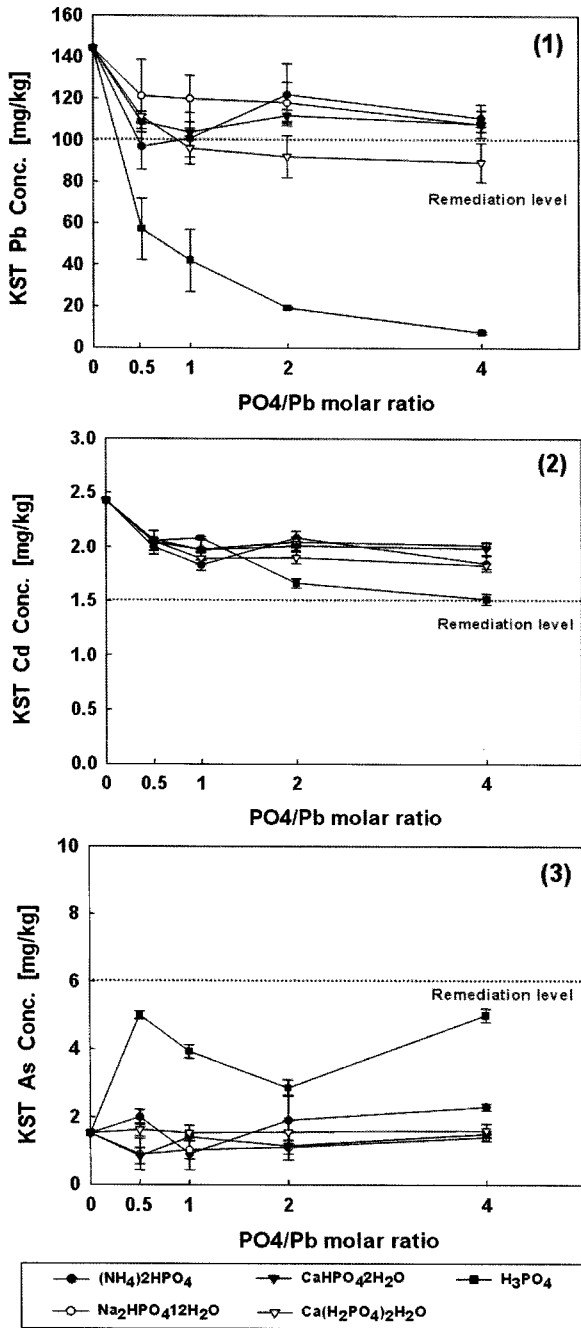 (1)
160
140
120
100
80
60
40
20
0
KST Pb Conc. [mg/kg]
Remediation level
0 0.5 1 2 4
PO4/Pb molar ratio
(2)
3.0
2.5
2.0
1.5
1.0
0.5
0.0
KST Cd Conc. [mg/kg]
Remediation level
0 0.5 1 2 4
PO4/Pb molar ratio
(3)
10
8
6
4
2
0
KST As Conc. [mg/kg]
Remediation level
0 0.5 1 2 4
PO4/Pb molar ratio
(NH₄)2HPO₄ CaHPO₄2H₂O H₃PO₄
Na₂HPO₄12H₂O Ca(H₂PO₄)₂H₂O